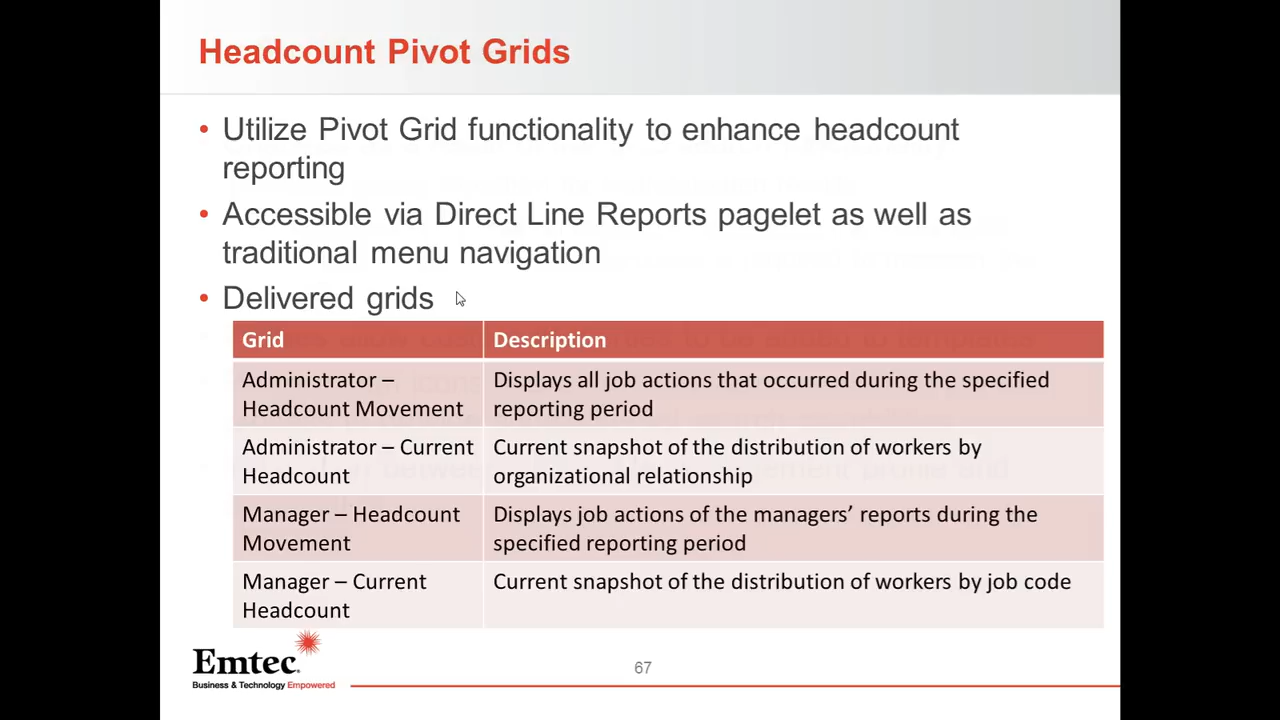 Headcount Pivot Grids
• Utilize Pivot Grid functionality to enhance headcount
reporting
• Accessible via Direct Line Reports pagelet as well as
traditional menu navigation
• Delivered grids
Grid Description
Administrator – Displays all job actions that occurred during the specified
Headcount Movement reporting period
Administrator – Current Current snapshot of the distribution of workers by
Headcount organizational relationship
Manager – Headcount Displays job actions of the managers’ reports during the
Movement specified reporting period
Manager – Current Current snapshot of the distribution of workers by job code
Headcount
Emtec
Business & Technology Empowered
67